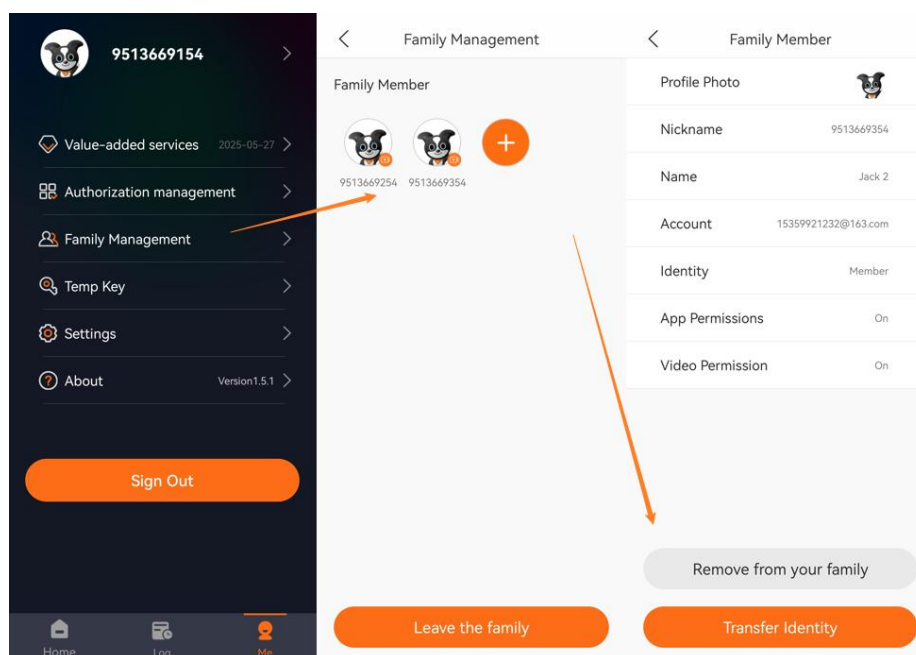 9513669154
Value-added services 2025-05-27
Authorization management
Family Management
Temp Key
Settings
About Version1.5.1
Sign Out
Home Log Me
Family Management
Family Member
9513669254 9513669354
Leave the family
Family Member
Profile Photo
Nickname 9513669354
Name Jack 2
Account 15359921232@163.com
Identity Member
App Permissions On
Video Permission On
Remove from your family
Transfer Identity